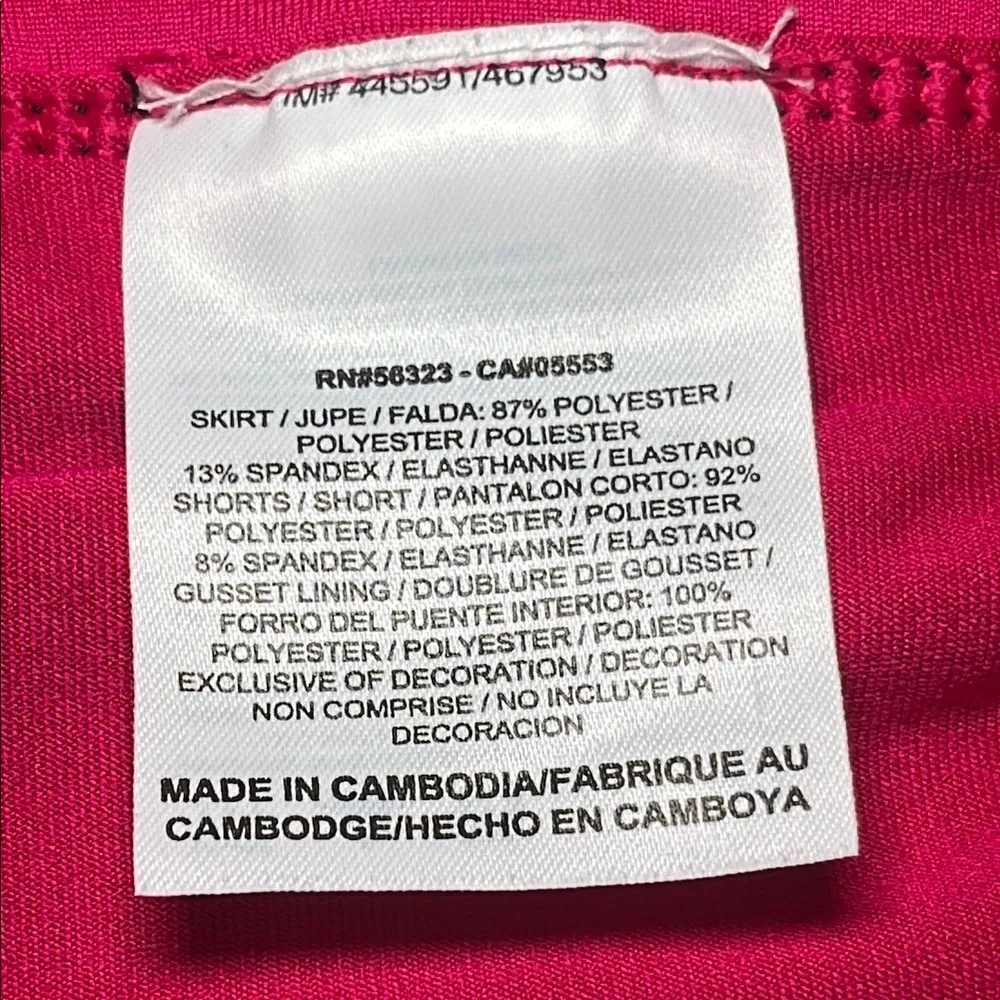 IM# 445591/467953
RN#56323 - CA#05553
SKIRT / JUPE / FALDA: 87% POLYESTER /
POLYESTER / POLIESTER
13% SPANDEX / ELASTHANNE / ELASTANO
SHORTS / SHORT / PANTALON CORTO: 92%
POLYESTER / POLYESTER / POLIESTER
8% SPANDEX / ELASTHANNE / ELASTANO
GUSSET LINING / DOUBLURE DE GOUSSET /
FORRO DEL PUENTE INTERIOR: 100%
POLYESTER / POLYESTER / POLIESTER
EXCLUSIVE OF DECORATION / DECORATION
NON COMPRISE / NO INCLUYE LA
DECORACION
MADE IN CAMBODIA/FABRIQUE AU
CAMBODGE/HECHO EN CAMBOYA